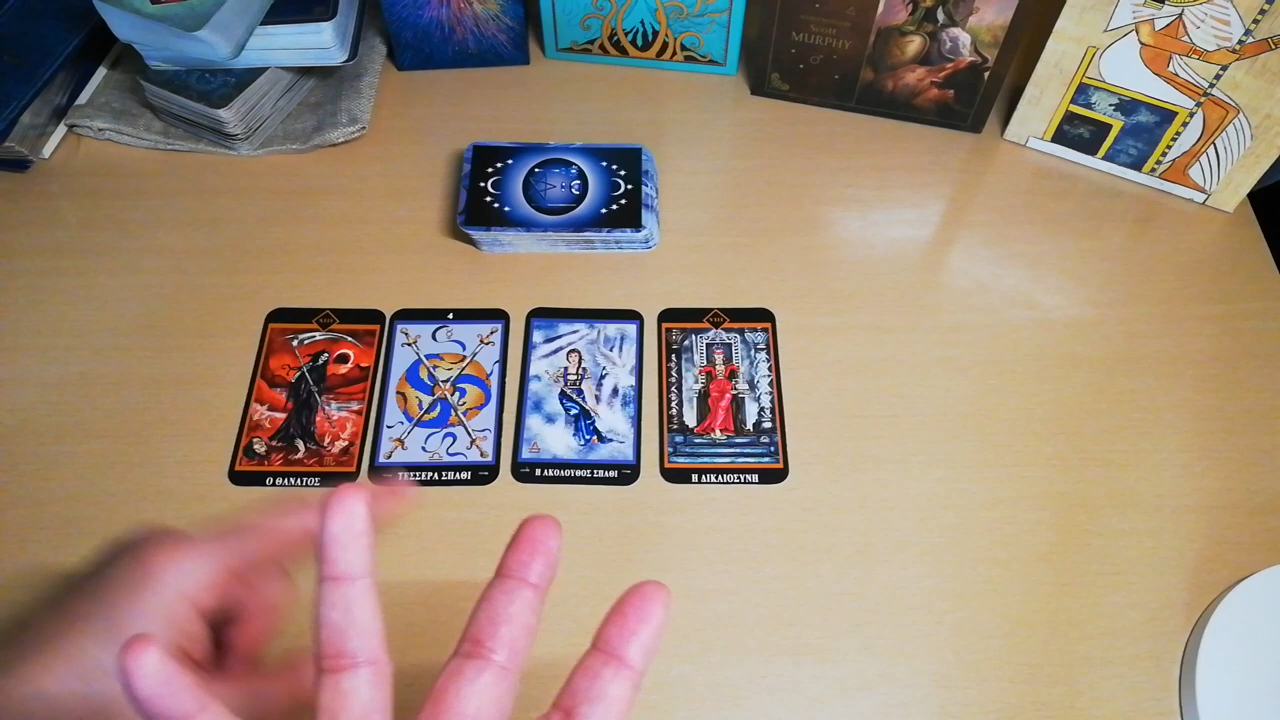 MURPHY
XIII
Ο ΘΑΝΑΤΟΣ
4
ΤΕΣΣΕΡΑ ΣΠΑΘΙ
Η ΑΚΟΛΟΥΘΟΣ ΣΠΑΘΙ
VIII
Η ΔΙΚΑΙΟΣΥΝΗ